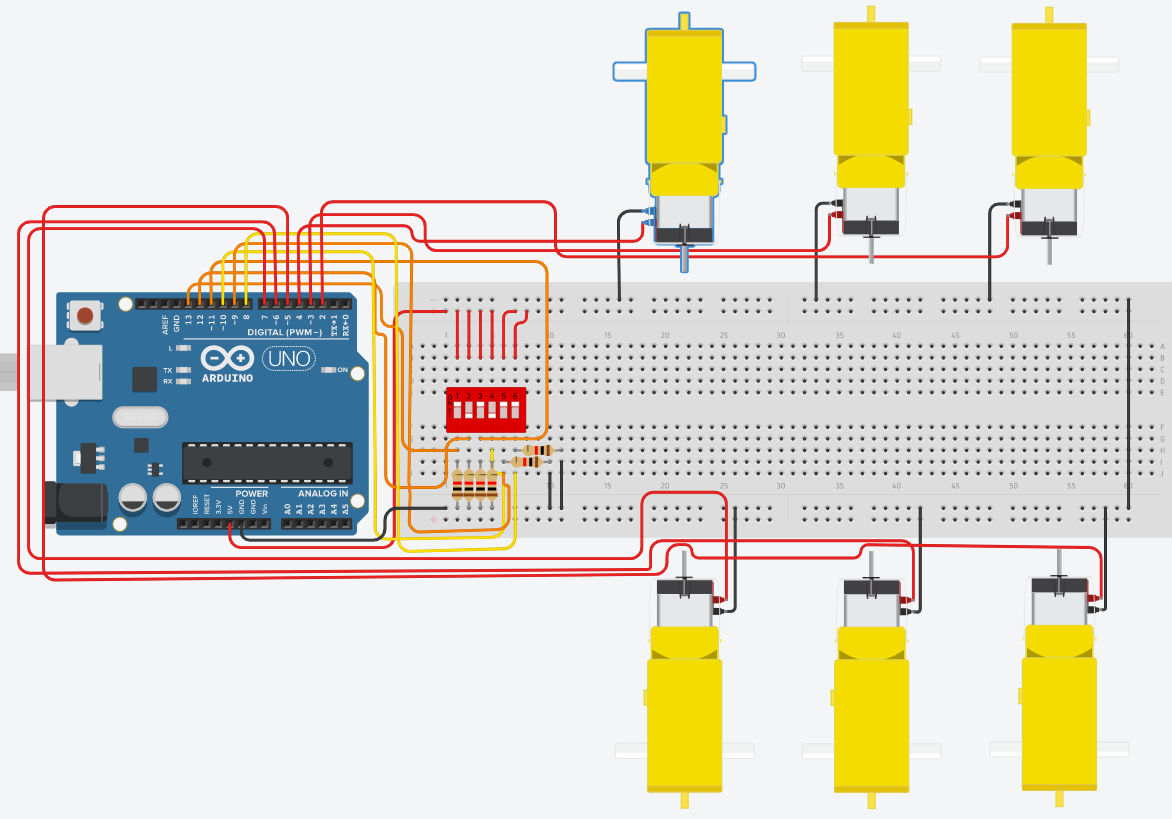 AREF
GND
13
12
~11
~10
~9
8
7
~6
~5
4
~3
2
TX→1
RX←0
DIGITAL (PWM~)
L
TX
RX
ARDUINO
UNO
ON
IOREF
RESET
3.3V
5V
GND
GND
Vin
POWER
A0
A1
A2
A3
A4
A5
ANALOG IN
1
15
20
25
30
35
40
45
50
55
60
A
B
C
D
E
A
B
C
D
E
1
2
3
4
5
6
F
G
H
I
J
F
G
H
I
J
1
10
15
20
25
30
35
40
45
50
55
60